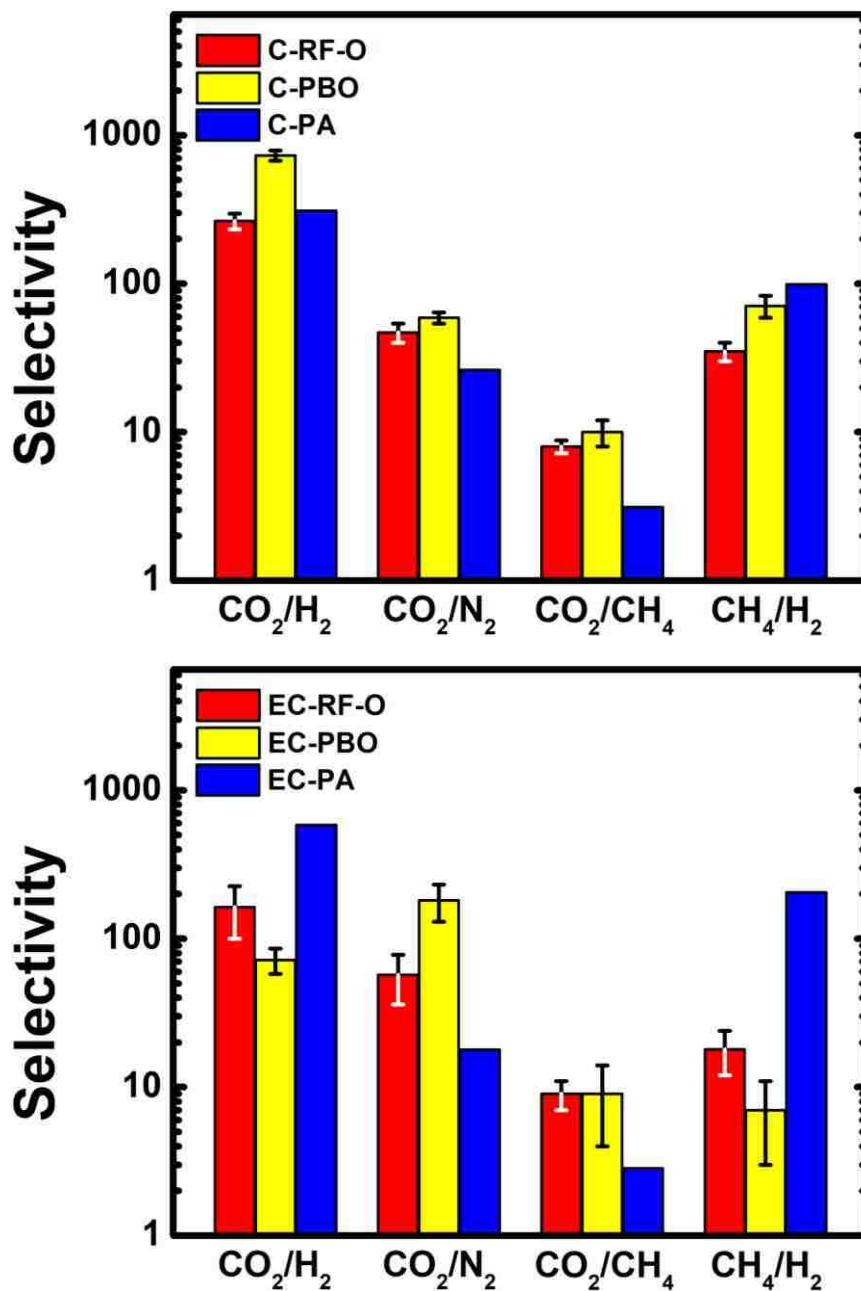 C-RF-O
C-PBO
C-PA
Selectivity
1000
100
10
1
CO₂/H₂ CO₂/N₂ CO₂/CH₄ CH₄/H₂
EC-RF-O
EC-PBO
EC-PA
Selectivity
1000
100
10
1
CO₂/H₂ CO₂/N₂ CO₂/CH₄ CH₄/H₂